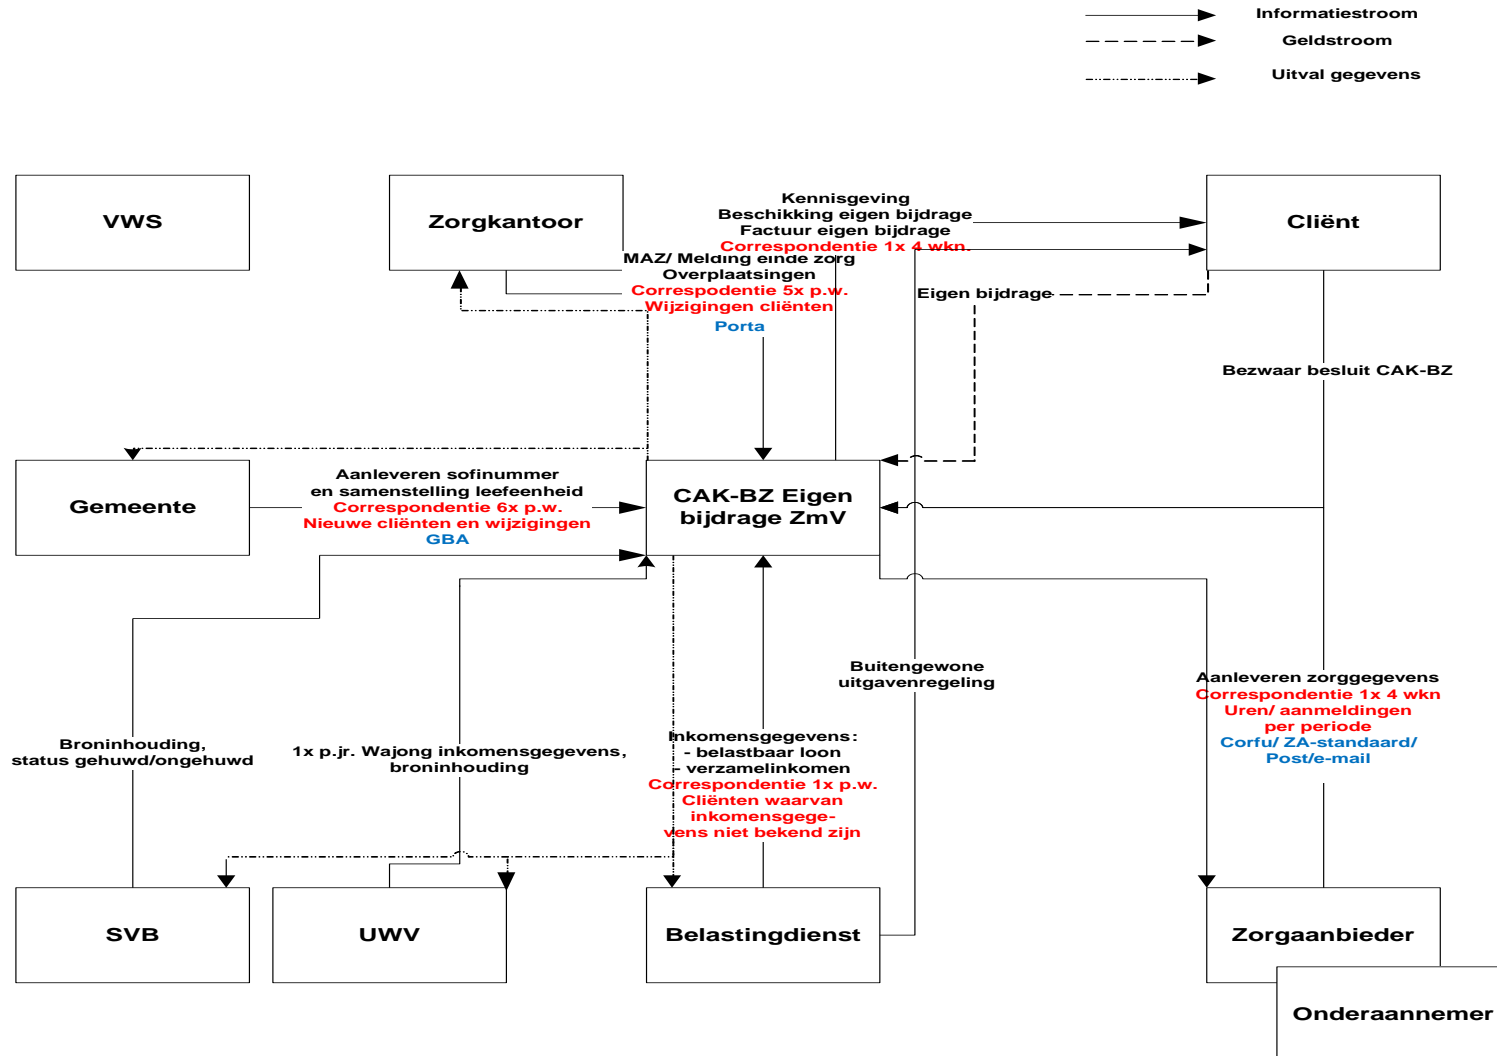 Informatiestroom
Geldstroom
Uitval gegevens
VWS
Zorgkantoor
Kennisgeving
Beschikking eigen bijdrage
Factuur eigen bijdrage
Correspondentie 1x 4 wkn.
Cliënt
MAZ/ Melding einde zorg
Overplaatsingen
Correspodentie 5x p.w.
Wijzigingen cliënten
Porta
Eigen bijdrage
Bezwaar besluit CAK-BZ
Gemeente
Aanleveren sofinummer
en samenstelling leefeenheid
Correspondentie 6x p.w.
Nieuwe cliënten en wijzigingen
GBA
CAK-BZ Eigen
bijdrage ZmV
Buitengewone
uitgavenregeling
Aanleveren zorggegevens
Correspondentie 1x 4 wkn
Uren/ aanmeldingen
per periode
Corfu/ ZA-standaard/
Post/e-mail
Broninhouding,
status gehuwd/ongehuwd
1x p.jr. Wajong inkomensgegevens,
broninhouding
Inkomensgegevens:
- belastbaar loon
- verzamelinkomen
Correspondentie 1x p.w.
Cliënten waarvan
inkomensgege-
vens niet bekend zijn
SVB
UWV
Belastingdienst
Zorgaanbieder
Onderaannemer